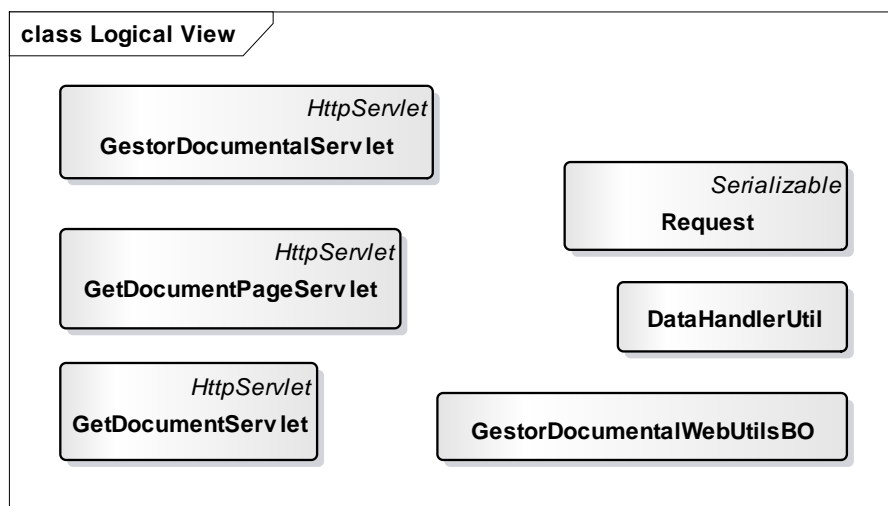 class Logical View
HttpServlet
GestorDocumentalServlet
HttpServlet
GetDocumentPageServlet
HttpServlet
GetDocumentServlet
Serializable
Request
DataHandlerUtil
GestorDocumentalWebUtilsBO